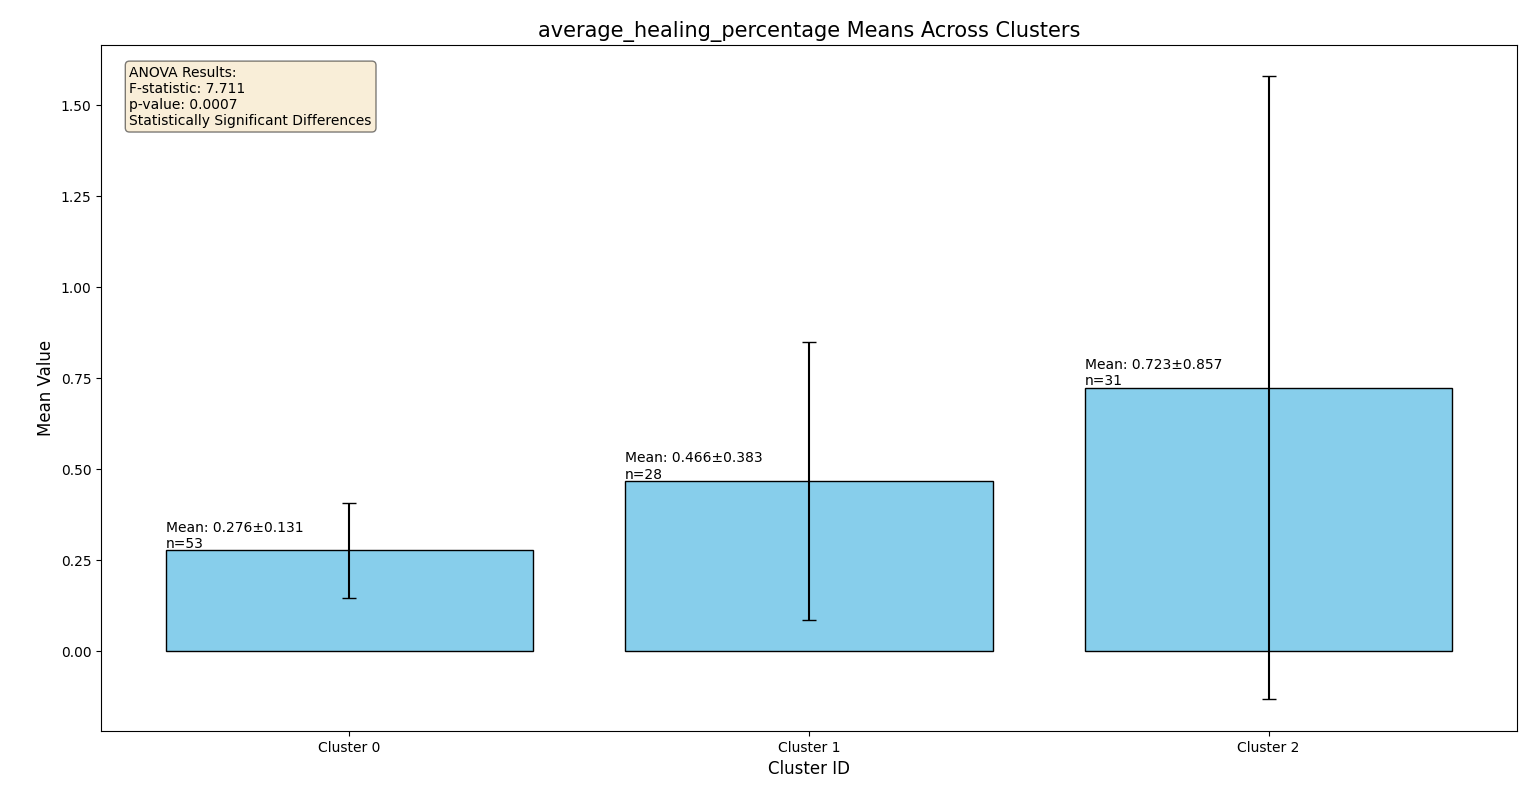 average_healing_percentage Means Across Clusters
ANOVA Results:
F-statistic: 7.711
p-value: 0.0007
Statistically Significant Differences
1.50
1.25
1.00
0.75
0.50
0.25
0.00
Mean Value
Mean: 0.276±0.131
n=53
Mean: 0.466±0.383
n=28
Mean: 0.723±0.857
n=31
Cluster 0
Cluster 1
Cluster 2
Cluster ID